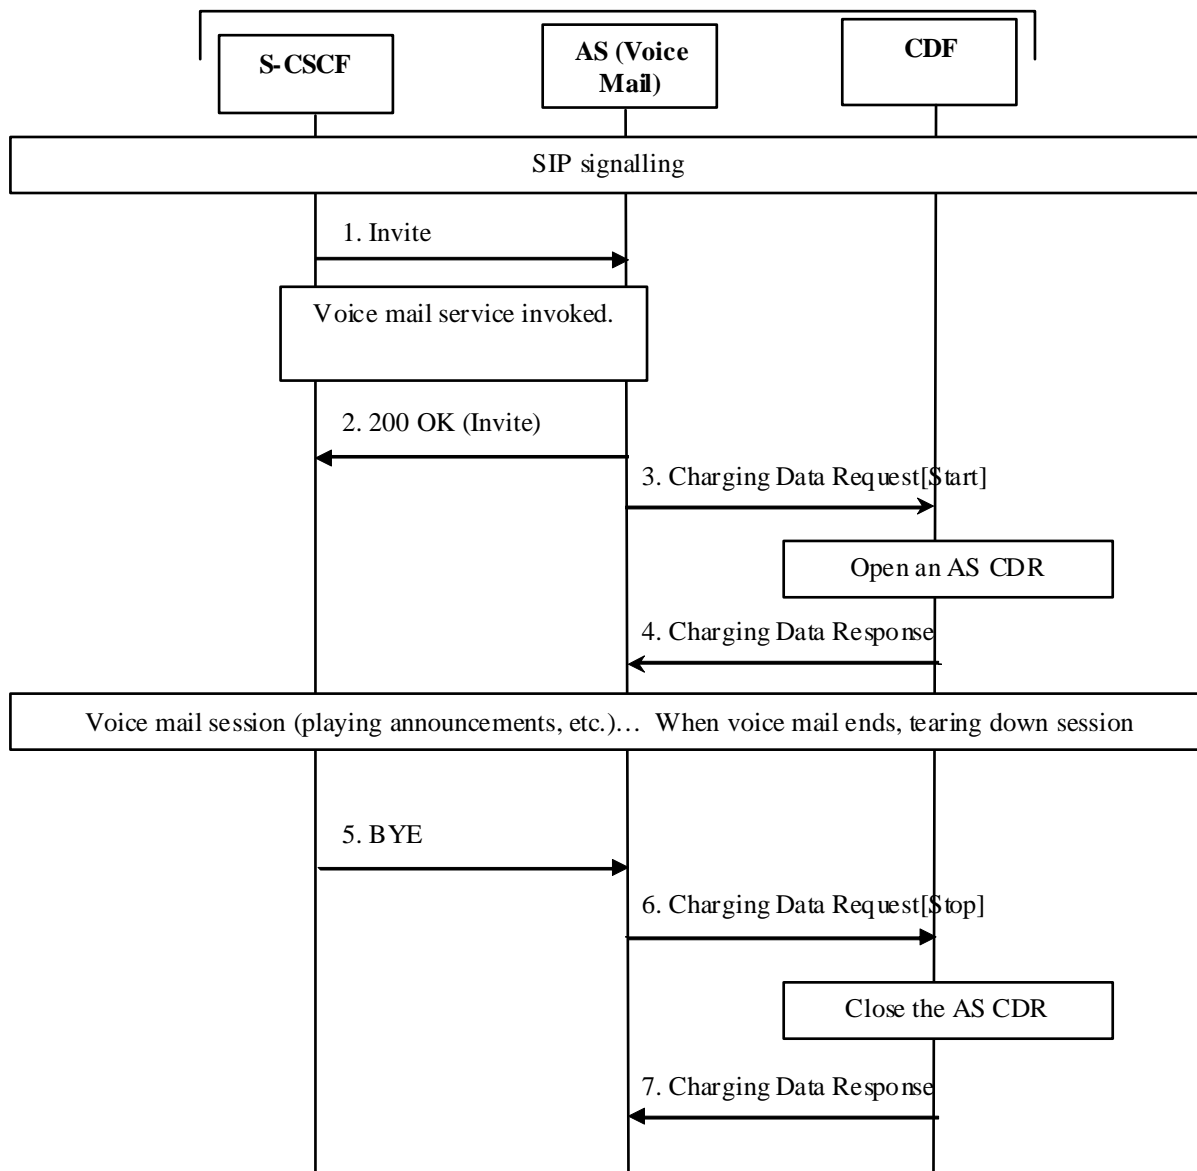 S-CSCF
AS (Voice
Mail)
CDF
SIP signalling
1. Invite
Voice mail service invoked.
2. 200 OK (Invite)
3. Charging Data Request[Start]
Open an AS CDR
4. Charging Data Response
Voice mail session (playing announcements, etc.)… When voice mail ends, tearing down session
5. BYE
6. Charging Data Request[Stop]
Close the AS CDR
7. Charging Data Response